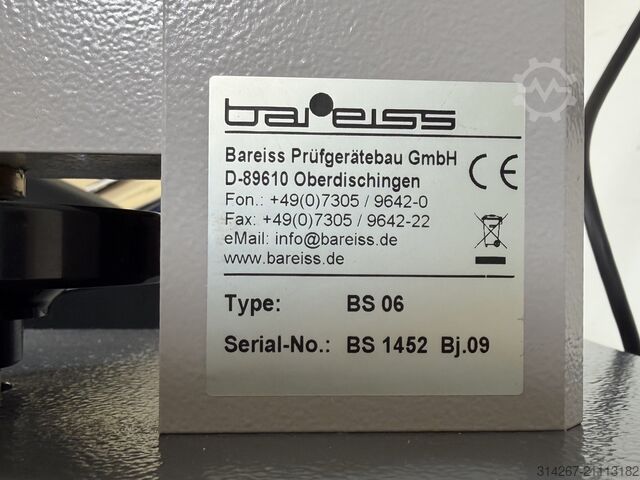 bareiss
Bareiss Prüfgerätebau GmbH
D-89610 Oberdischingen
Fon.: +49(0)7305 / 9642-0
Fax: +49(0)7305 / 9642-22
eMail: info@bareiss.de
www.bareiss.de
CE
Type: BS 06
Serial-No.: BS 1452 Bj.09
314267-21113182